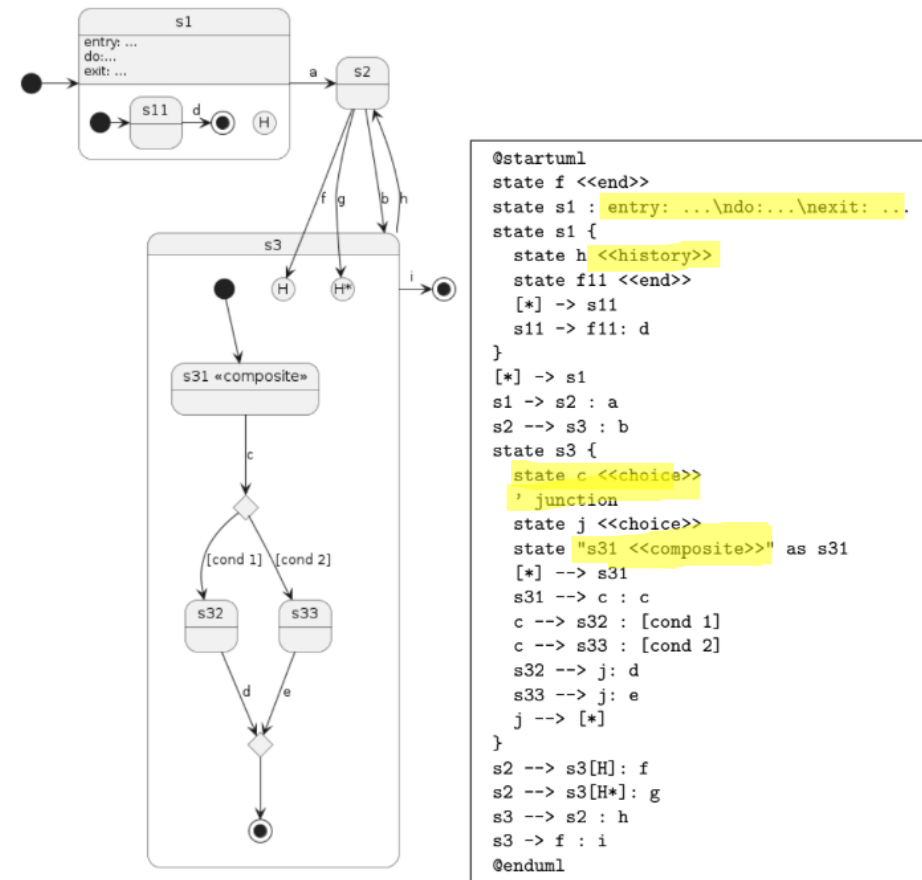 s1
entry: ...
do:...
exit: ...
a
s2
s11
d
H
f
g
b
h
s3
i
H
H*
s31 «composite»
c
[cond 1]
[cond 2]
s32
s33
d
e
@startuml
state f <<end>>
state s1 : entry: ...\ndo:...\nexit: ...
state s1 {
state h <<history>>
state f11 <<end>>
[*] -> s11
s11 -> f11: d
}
[*] -> s1
s1 -> s2 : a
s2 --> s3 : b
state s3 {
state c <<choice>>
’ junction
state j <<choice>>
state "s31 <<composite>>" as s31
[*] --> s31
s31 --> c : c
c --> s32 : [cond 1]
c --> s33 : [cond 2]
s32 --> j: d
s33 --> j: e
j --> [*]
}
s2 --> s3[H]: f
s2 --> s3[H*]: g
s3 --> s2 : h
s3 -> f : i
@enduml